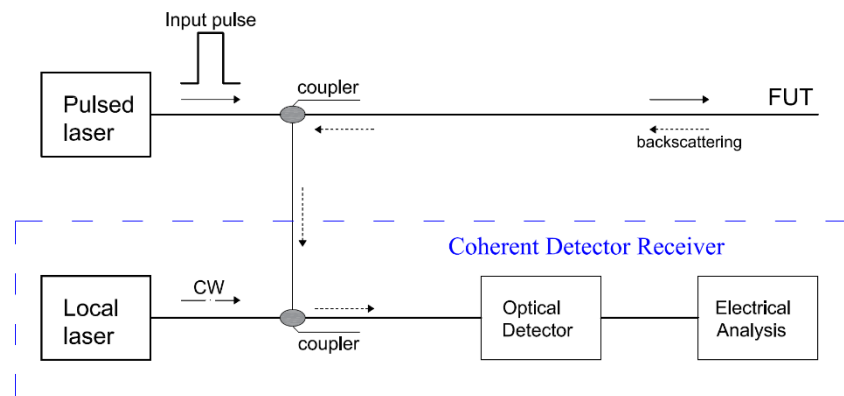 Input pulse
coupler
Pulsed
laser
FUT
backscattering
Coherent Detector Receiver
CW
Local
laser
coupler
Optical
Detector
Electrical
Analysis